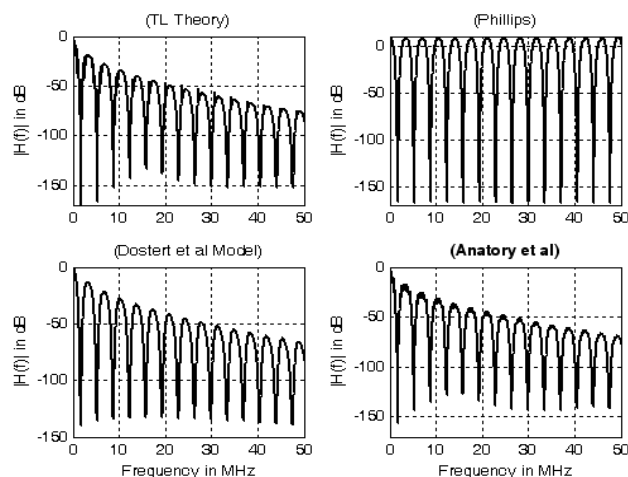 (TL Theory)
0
-50
-100
-150
|H(f)| in dB
0 10 20 30 40 50
(Phillips)
0
-50
-100
-150
|H(f)| in dB
0 10 20 30 40 50
(Dostert et al Model)
0
-50
-100
-150
|H(f)| in dB
0 10 20 30 40 50
Frequency in MHz
(Anatory et al)
0
-50
-100
-150
|H(f)| in dB
0 10 20 30 40 50
Frequency in MHz